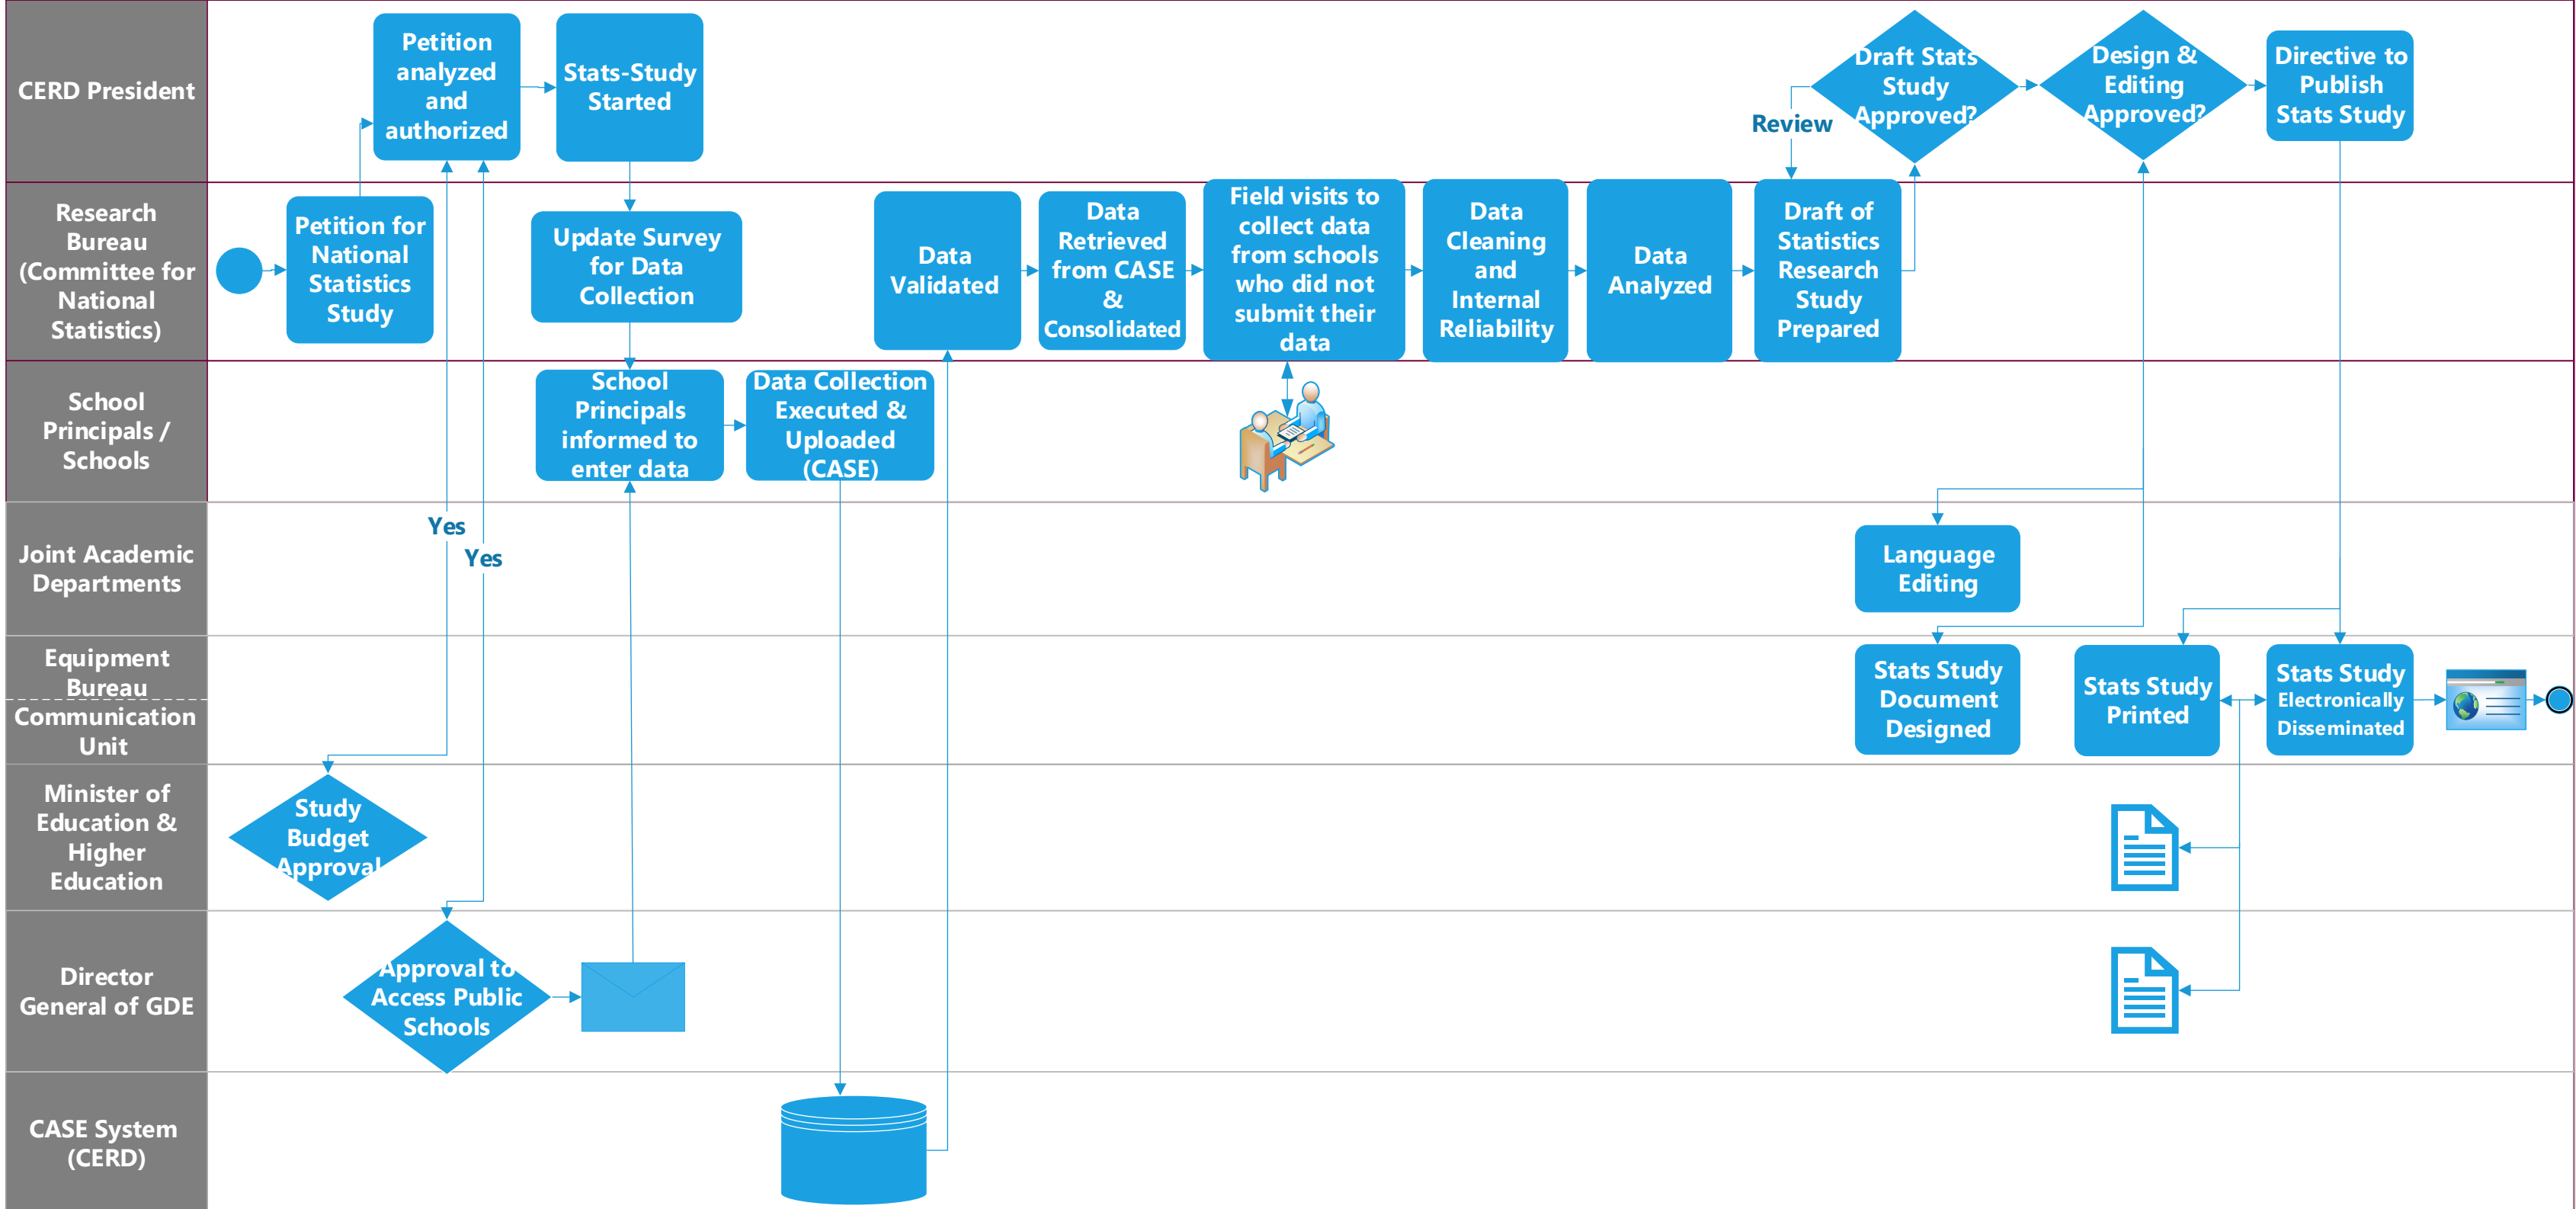 CERD President
Petition
analyzed
and
authorized
Stats-Study
Started
Draft Stats
Study
Approved?
Design &
Editing
Approved?
Directive to
Publish
Stats Study
Review
Research
Bureau
(Committee for
National
Statistics)
Petition for
National
Statistics
Study
Update Survey
for Data
Collection
Data
Validated
Data
Retrieved
from CASE
&
Consolidated
Field visits to
collect data
from schools
who did not
submit their
data
Data
Cleaning
and
Internal
Reliability
Data
Analyzed
Draft of
Statistics
Research
Study
Prepared
School
Principals /
Schools
School
Principals
informed to
enter data
Data Collection
Executed &
Uploaded
(CASE)
Joint Academic
Departments
Yes
Yes
Language
Editing
Equipment
Bureau
Communication
Unit
Stats Study
Document
Designed
Stats Study
Printed
Stats Study
Electronically
Disseminated
Minister of
Education &
Higher
Education
Study
Budget
Approval
Director
General of GDE
Approval to
Access Public
Schools
CASE System
(CERD)